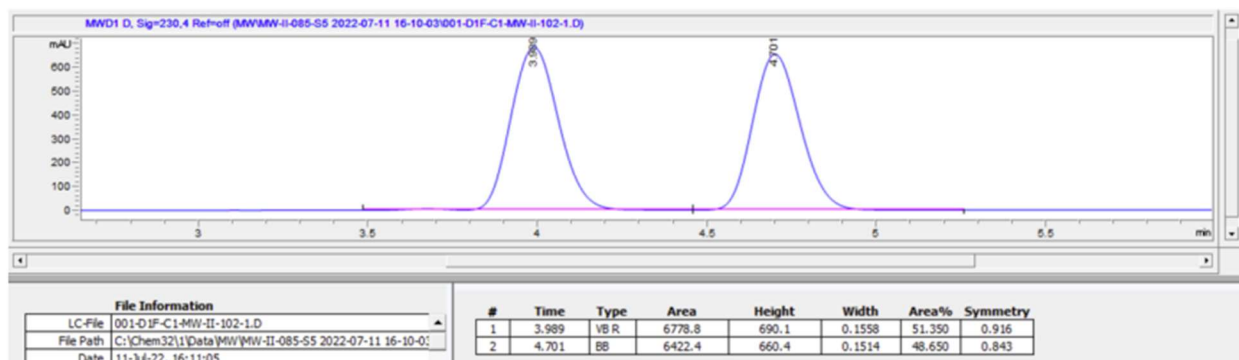 MWD1 D, Sig=230,4 Ref=off (MW\MW-II-085-S5 2022-07-11 16-10-03\001-D1F-C1-MW-II-102-1.D)
mAU
600
500
400
300
200
100
0
3.989
4.701
3 3.5 4 4.5 5 5.5 min
File Information
LC-File 001-D1F-C1-MW-II-102-1.D
File Path C:\Chem32\1\Data\MW\MW-II-085-S5 2022-07-11 16-10-03
Date 11-Jul-22, 16:11:05
# Time Type Area Height Width Area% Symmetry
1 3.989 VB R 6778.8 690.1 0.1558 51.350 0.916
2 4.701 BB 6422.4 660.4 0.1514 48.650 0.843